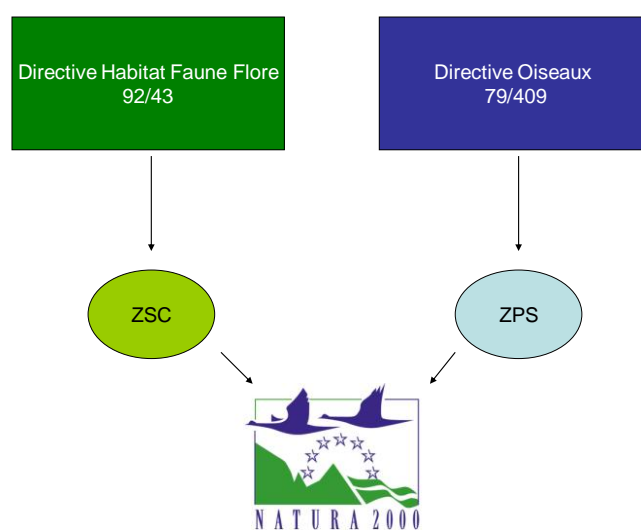 Directive Habitat Faune Flore
92/43
Directive Oiseaux
79/409
ZSC
ZPS
NATURA 2000